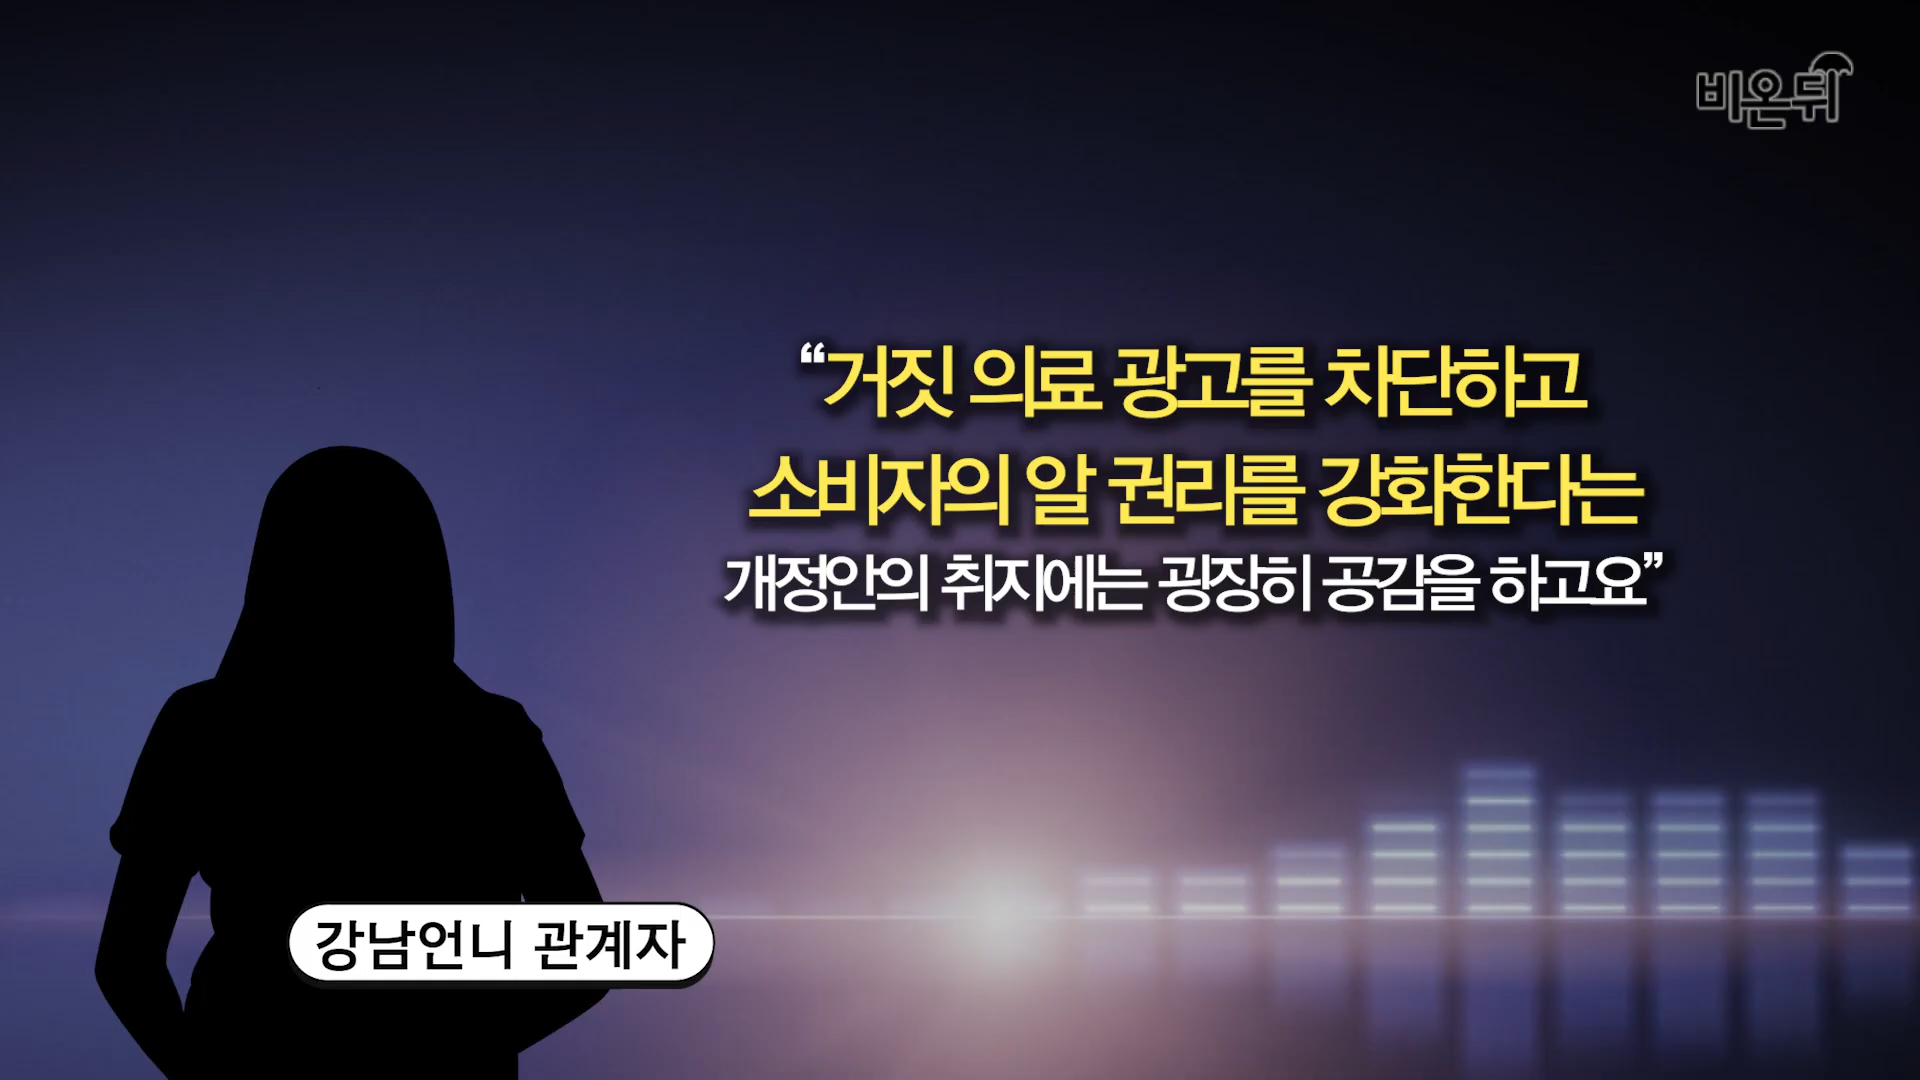 비온뒤
“거짓 의료 광고를 차단하고
소비자의 알 권리를 강화한다는
개정안의 취지에는 굉장히 공감을 하고요”
강남언니 관계자